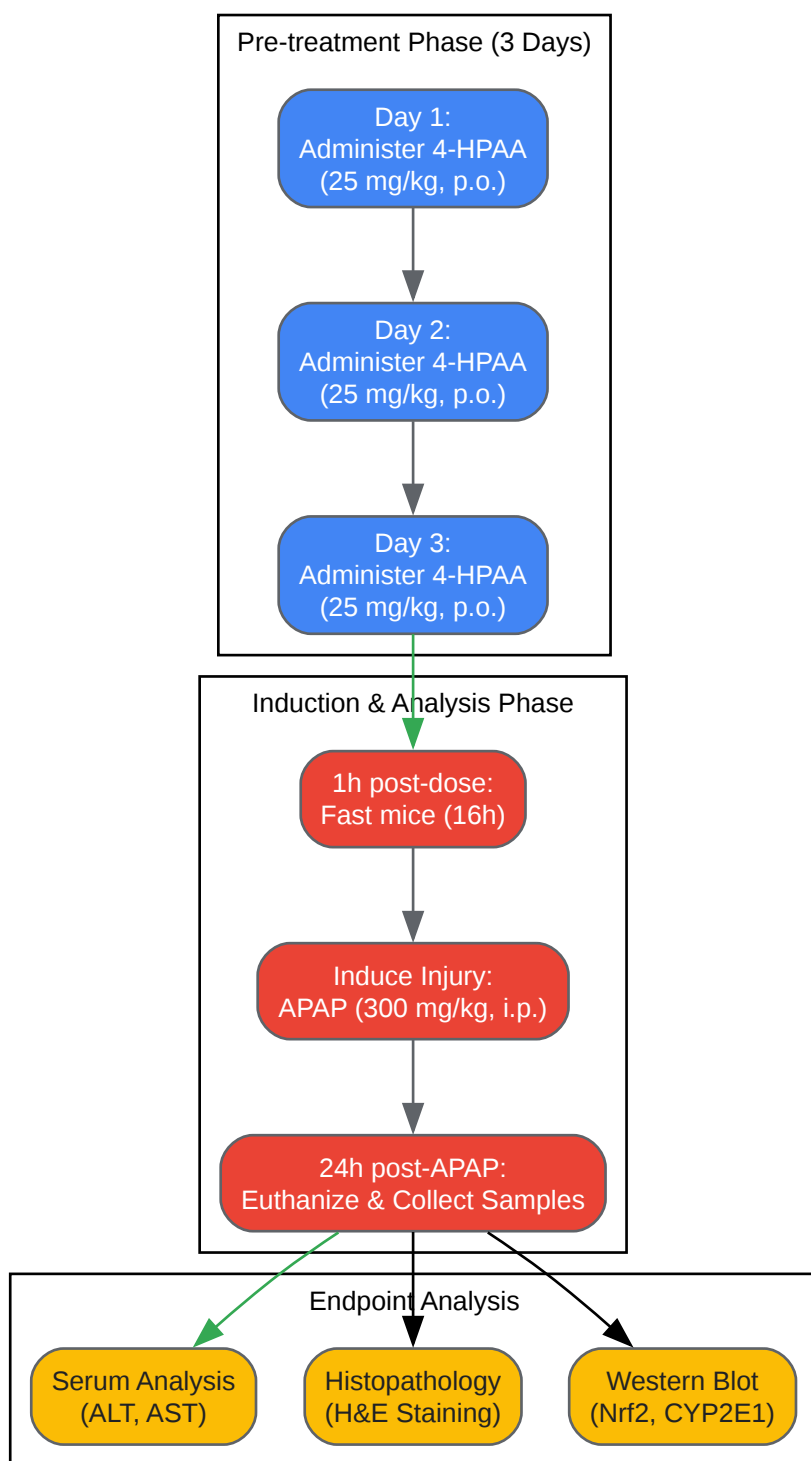 Pre-treatment Phase (3 Days)
Day 1:
Administer 4-HPAA
(25 mg/kg, p.o.)
Day 2:
Administer 4-HPAA
(25 mg/kg, p.o.)
Day 3:
Administer 4-HPAA
(25 mg/kg, p.o.)
Induction & Analysis Phase
1h post-dose:
Fast mice (16h)
Induce Injury:
APAP (300 mg/kg, i.p.)
24h post-APAP:
Euthanize & Collect Samples
Endpoint Analysis
Serum Analysis
(ALT, AST)
Histopathology
(H&E Staining)
Western Blot
(Nrf2, CYP2E1)